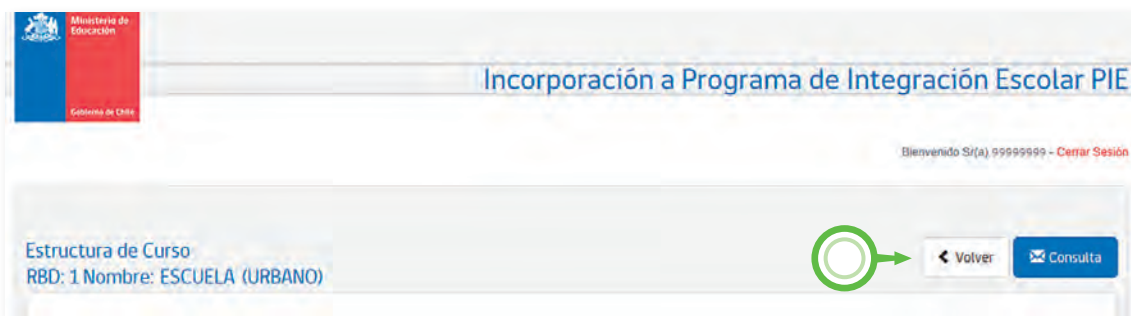 Ministerio de
Educación
Gobierno de Chile
Incorporación a Programa de Integración Escolar PIE
Bienvenido Sr(a) 99999999 - Cerrar Sesión
Estructura de Curso
RBD: 1 Nombre: ESCUELA (URBANO)
Volver
Consulta